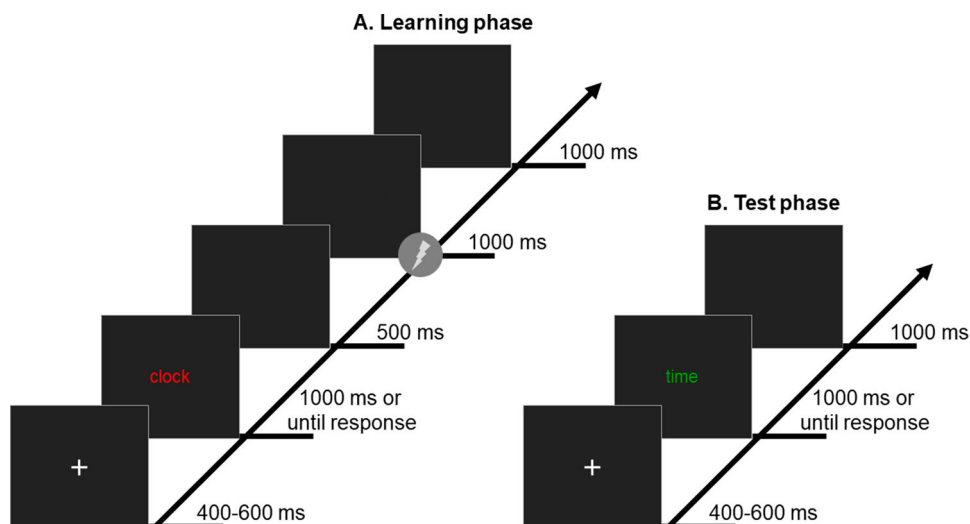 A. Learning phase
1000 ms
1000 ms
500 ms
clock
1000 ms or
until response
+
400-600 ms
B. Test phase
1000 ms
time
1000 ms or
until response
+
400-600 ms